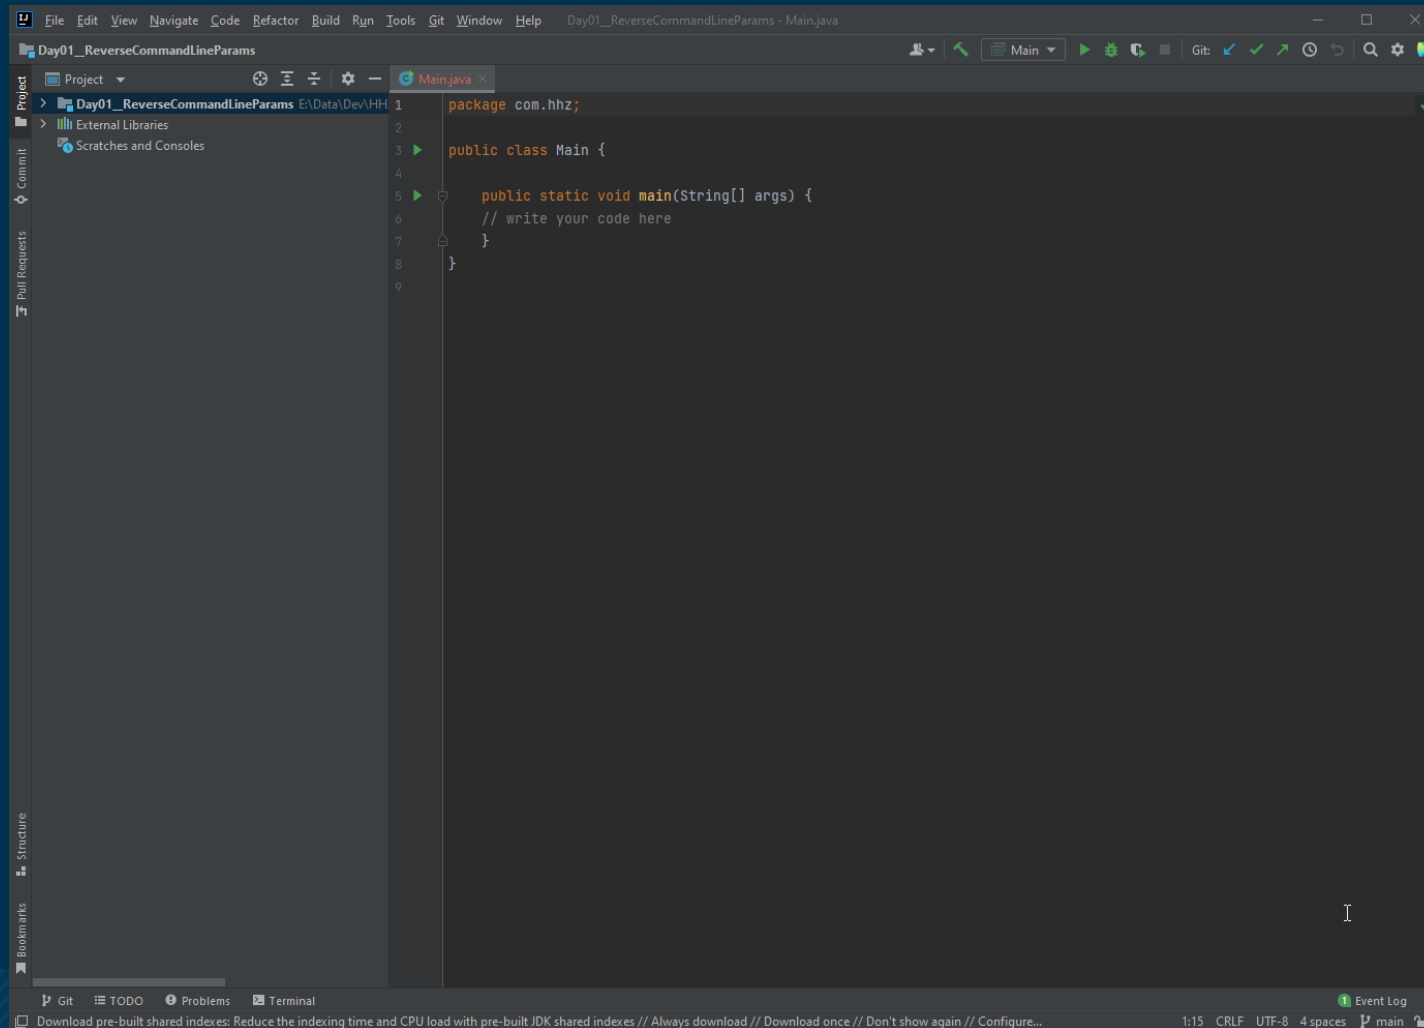 File Edit View Navigate Code Refactor Build Run Tools Git Window Help Day01__ReverseCommandLineParams - Main.java
Day01__ReverseCommandLineParams
Main
Git:
Project
Main.java
Day01__ReverseCommandLineParams E:\Data\Dev\HH
External Libraries
Scratches and Consoles
1 package com.hhz;
2
3 public class Main {
4
5 public static void main(String[] args) {
6 // write your code here
7 }
8 }
9
Project
Commit
Pull Requests
Structure
Bookmarks
Git TODO Problems Terminal
1 Event Log
Download pre-built shared indexes: Reduce the indexing time and CPU load with pre-built JDK shared indexes // Always download // Download once // Don't show again // Configure...
1:15 CRLF UTF-8 4 spaces main